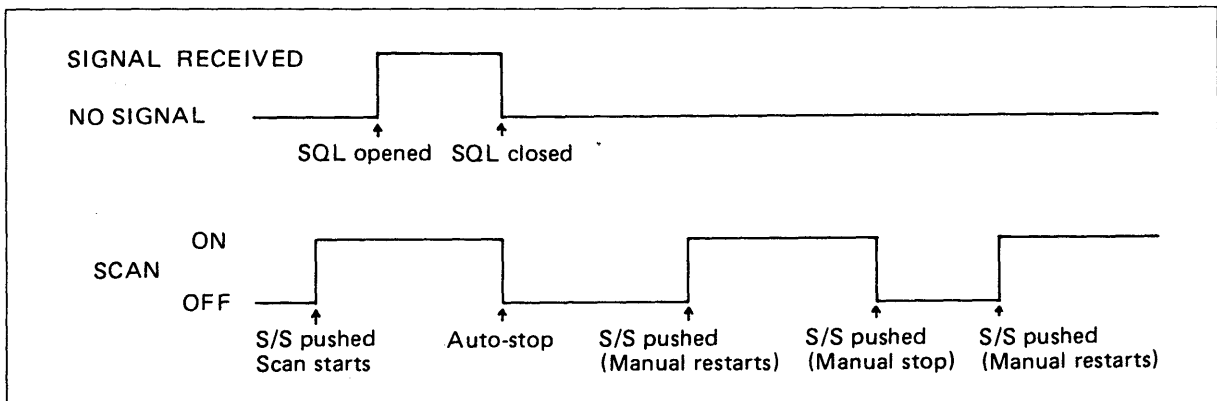 SIGNAL RECEIVED
NO SIGNAL
SQL opened
SQL closed
ON
SCAN
OFF
S/S pushed
Scan starts
Auto-stop
S/S pushed
(Manual restarts)
S/S pushed
(Manual stop)
S/S pushed
(Manual restarts)